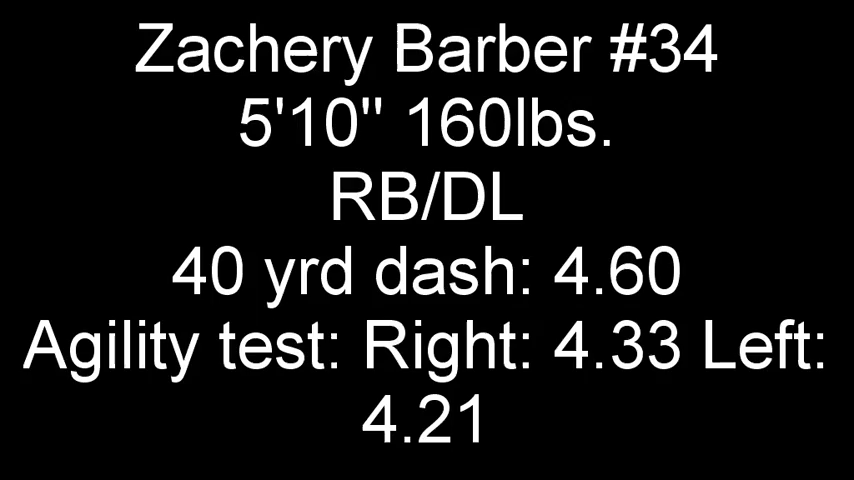 Zachery Barber #34
5'10" 160lbs.
RB/DL
40 yrd dash: 4.60
Agility test: Right: 4.33 Left:
4.21